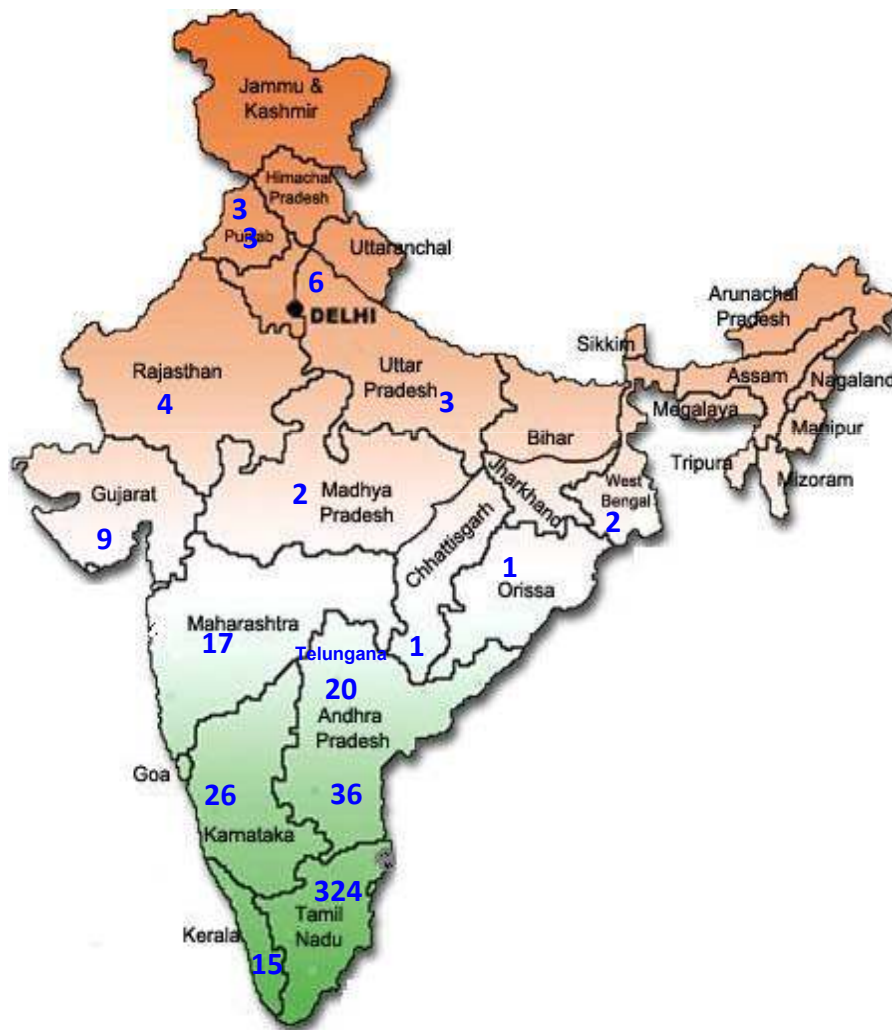 Jammu &
Kashmir
Himachal
Pradesh
3
Punjab
3
Uttaranchal
6
DELHI
Arunachal
Pradesh
Sikkim
Assam
Nagaland
Rajasthan
4
Uttar
Pradesh
3
Megalaya
Manipur
Bihar
Tripura
Mizoram
Gujarat
9
2
Madhya
Pradesh
Jharkhand
West
Bengal
2
Chhattisgarh
1
Orissa
1
Maharashtra
17
Telungana
20
Andhra
Pradesh
36
Goa
26
Karnataka
324
Tamil
Nadu
Kerala
15